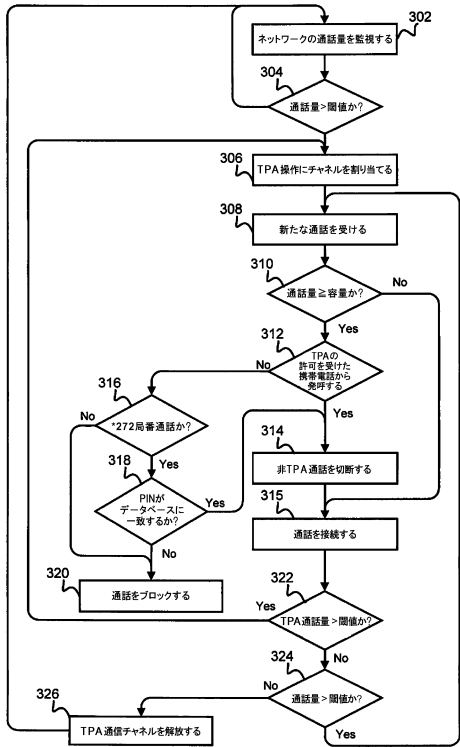 302
ネットワークの通話量を監視する
304
通話量>閾値か?
306
TPA操作にチャネルを割り当てる
308
新たな通話を受ける
310
通話量≧容量か?
No
Yes
312
TPAの
許可を受けた
携帯電話から
発呼する
No
Yes
316
*272局番通話か?
No
Yes
314
非TPA通話を切断する
318
PINが
データベースに
一致するか?
Yes
No
315
通話を接続する
320
通話をブロックする
322
TPA通話量>閾値か?
Yes
No
324
通話量>閾値か?
No
Yes
326
TPA通信チャネルを解放する